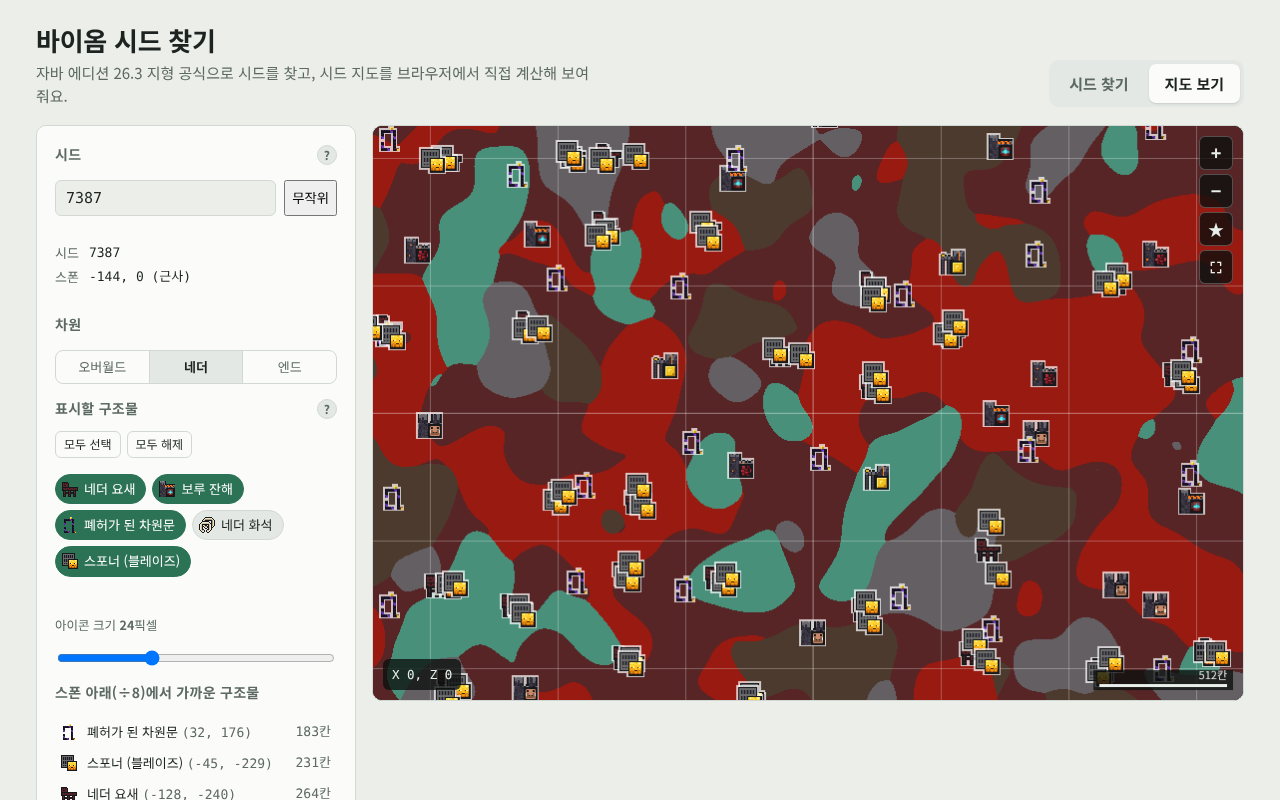 바이옴 시드 찾기
자바 에디션 26.3 지형 공식으로 시드를 찾고, 시드 지도를 브라우저에서 직접 계산해 보여
줘요.
시드 찾기
지도 보기
시드
?
7387
무작위
시드 7387
스폰 -144, 0 (근사)
차원
오버월드
네더
엔드
표시할 구조물
?
모두 선택
모두 해제
네더 요새
보루 잔해
폐허가 된 차원문
네더 화석
스포너 (블레이즈)
아이콘 크기 24픽셀
스폰 아래(÷8)에서 가까운 구조물
폐허가 된 차원문 (32, 176) 183칸
스포너 (블레이즈) (-45, -229) 231칸
네더 요새 (-128, -240) 264칸
+
−
★
X 0, Z 0
512칸